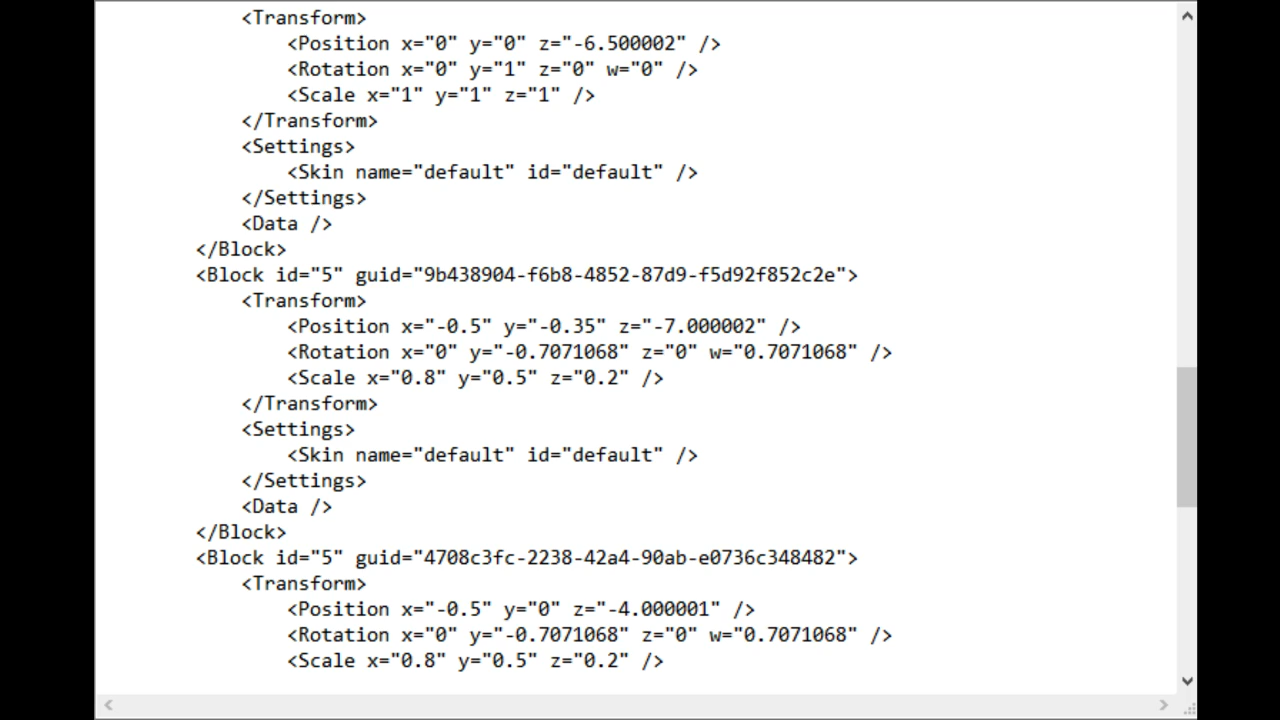 <Transform>
<Position x="0" y="0" z="-6.500002" />
<Rotation x="0" y="1" z="0" w="0" />
<Scale x="1" y="1" z="1" />
</Transform>
<Settings>
<Skin name="default" id="default" />
</Settings>
<Data />
</Block>
<Block id="5" guid="9b438904-f6b8-4852-87d9-f5d92f852c2e">
<Transform>
<Position x="-0.5" y="-0.35" z="-7.000002" />
<Rotation x="0" y="-0.7071068" z="0" w="0.7071068" />
<Scale x="0.8" y="0.5" z="0.2" />
</Transform>
<Settings>
<Skin name="default" id="default" />
</Settings>
<Data />
</Block>
<Block id="5" guid="4708c3fc-2238-42a4-90ab-e0736c348482">
<Transform>
<Position x="-0.5" y="0" z="-4.000001" />
<Rotation x="0" y="-0.7071068" z="0" w="0.7071068" />
<Scale x="0.8" y="0.5" z="0.2" />